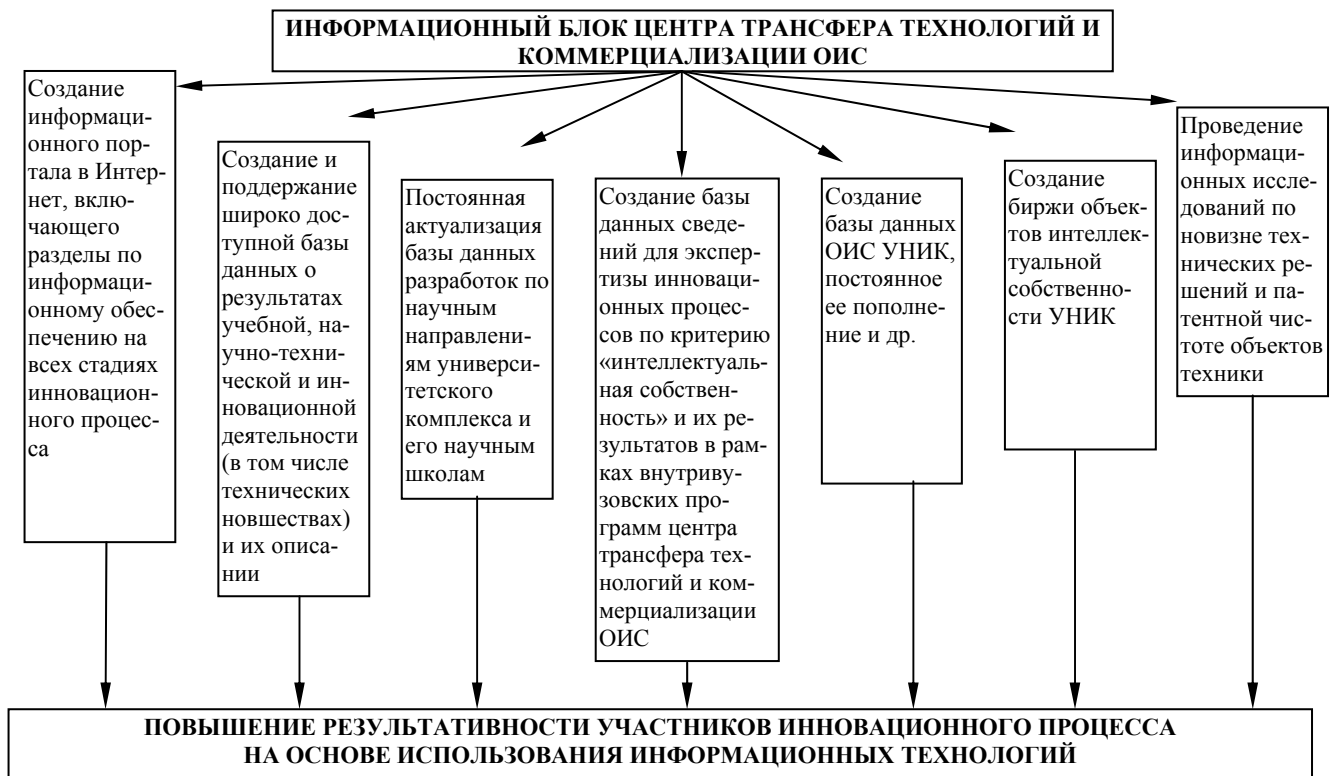 ИНФОРМАЦИОННЫЙ БЛОК ЦЕНТРА ТРАНСФЕРА ТЕХНОЛОГИЙ И
КОММЕРЦИАЛИЗАЦИИ ОИС
Создание
информаци-
онного пор-
тала в Интер-
нет, вклю-
чающего
разделы по
информаци-
онному обес-
печению на
всех стадиях
инновацион-
ного процес-
са
Создание и
поддержание
широко дос-
тупной базы
данных о
результатах
учебной, на-
учно-техни-
ческой и ин-
новационной
деятельности
(в том числе
технических
новшествах)
и их описа-
нии
Постоянная
актуализация
базы данных
разработок по
научным
направлени-
ям универси-
тетского
комплекса и
его научным
школам
Создание базы
данных сведе-
ний для экспер-
тизы иннова-
ционных процес-
сов по критерию
«интеллектуаль-
ная собствен-
ность» и их ре-
зультатов в рам-
ках внутриву-
зовских про-
грамм центра
трансфера тех-
нологий и ком-
мерциализации
ОИС
Создание
базы данных
ОИС УНИК,
постоянное
ее пополне-
ние и др.
Создание
биржи объек-
тов интеллек-
туальной
собственно-
сти УНИК
Проведение
информаци-
онных иссле-
дований по
новизне тех-
нических ре-
шений и па-
тентной чис-
тоте объектов
техники
ПОВЫШЕНИЕ РЕЗУЛЬТАТИВНОСТИ УЧАСТНИКОВ ИННОВАЦИОННОГО ПРОЦЕССА
НА ОСНОВЕ ИСПОЛЬЗОВАНИЯ ИНФОРМАЦИОННЫХ ТЕХНОЛОГИЙ